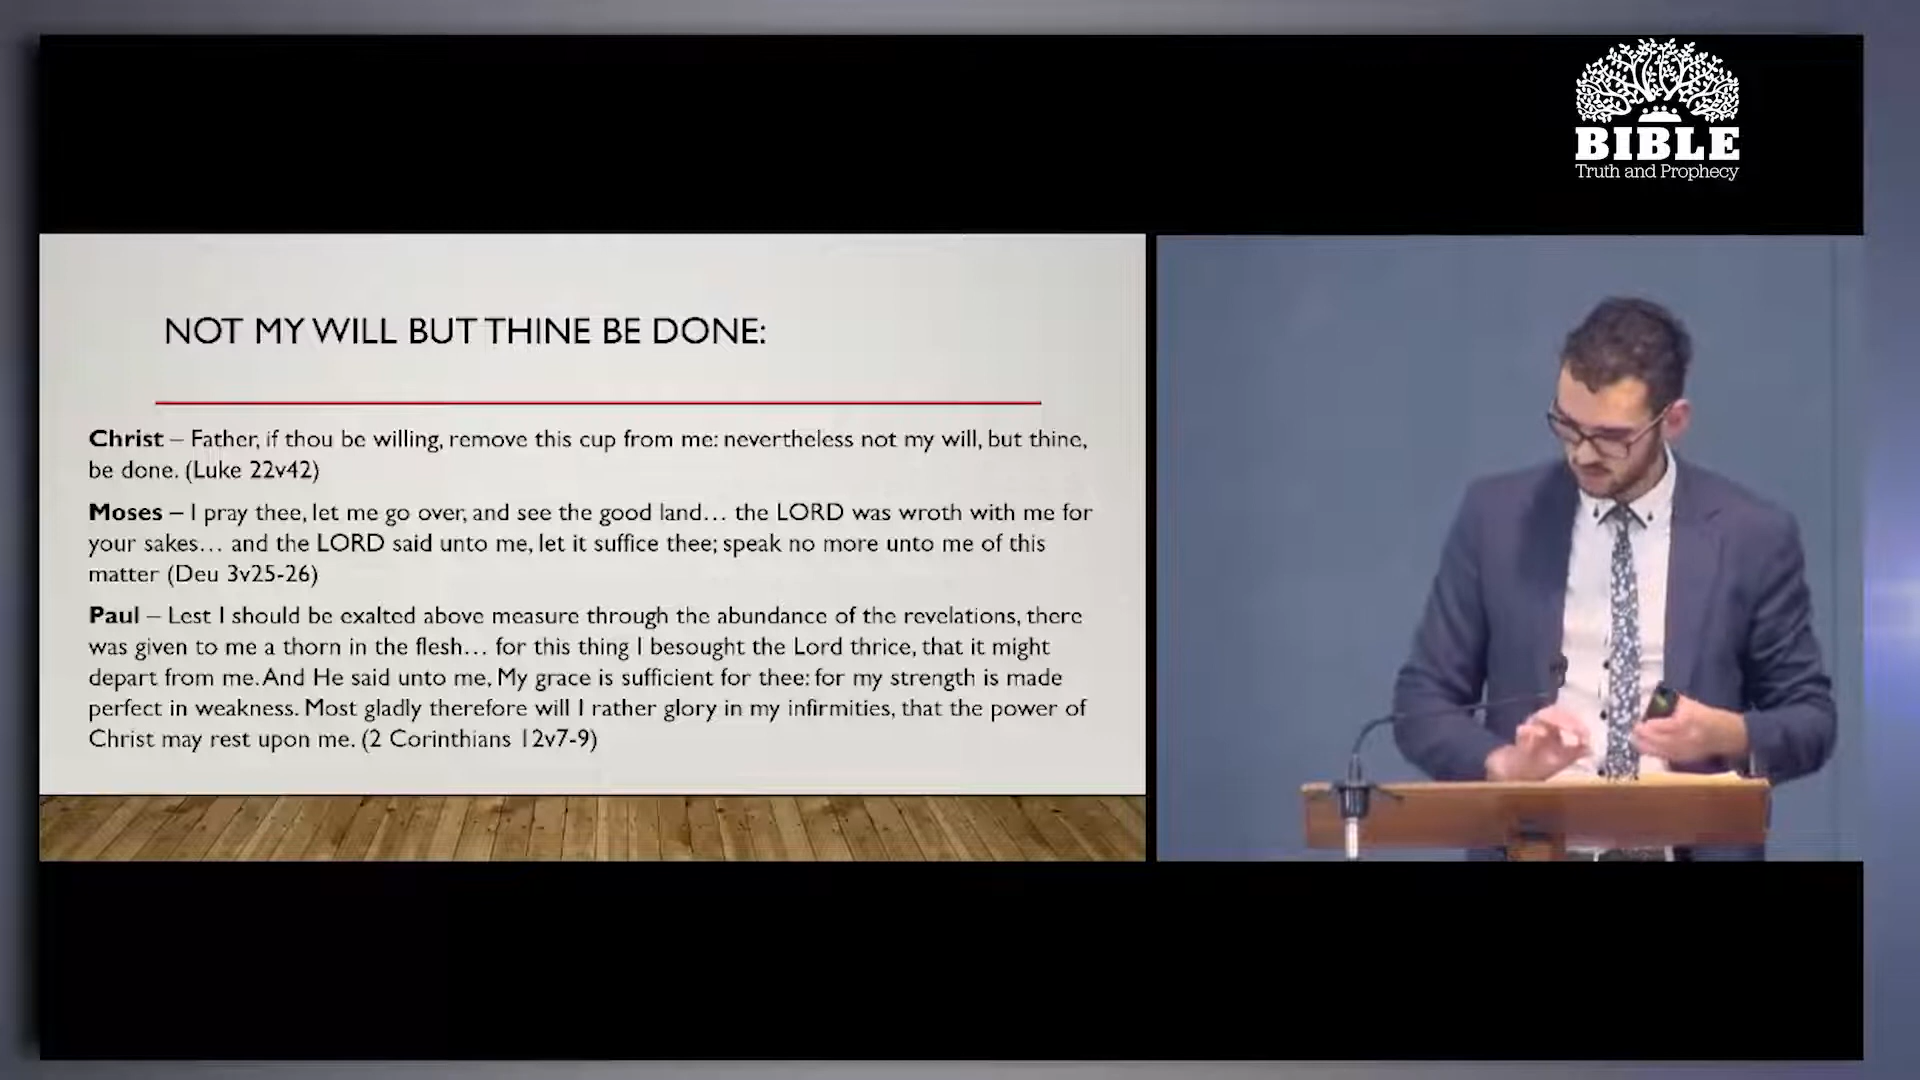 BIBLE
Truth and Prophecy
NOT MY WILL BUT THINE BE DONE:
Christ – Father, if thou be willing, remove this cup from me: nevertheless not my will, but thine,
be done. (Luke 22v42)
Moses – I pray thee, let me go over, and see the good land… the LORD was wroth with me for
your sakes… and the LORD said unto me, let it suffice thee; speak no more unto me of this
matter (Deu 3v25-26)
Paul – Lest I should be exalted above measure through the abundance of the revelations, there
was given to me a thorn in the flesh… for this thing I besought the Lord thrice, that it might
depart from me. And He said unto me, My grace is sufficient for thee: for my strength is made
perfect in weakness. Most gladly therefore will I rather glory in my infirmities, that the power of
Christ may rest upon me. (2 Corinthians 12v7-9)